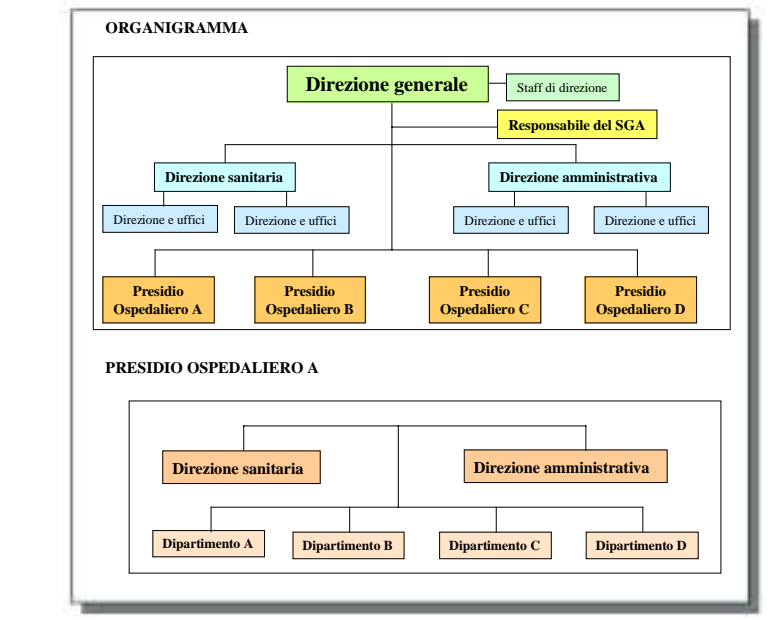 ORGANIGRAMMA
Direzione generale
Staff di direzione
Responsabile del SGA
Direzione sanitaria
Direzione amministrativa
Direzione e uffici
Direzione e uffici
Direzione e uffici
Direzione e uffici
Presidio
Ospedaliero A
Presidio
Ospedaliero B
Presidio
Ospedaliero C
Presidio
Ospedaliero D
PRESIDIO OSPEDALIERO A
Direzione sanitaria
Direzione amministrativa
Dipartimento A
Dipartimento B
Dipartimento C
Dipartimento D